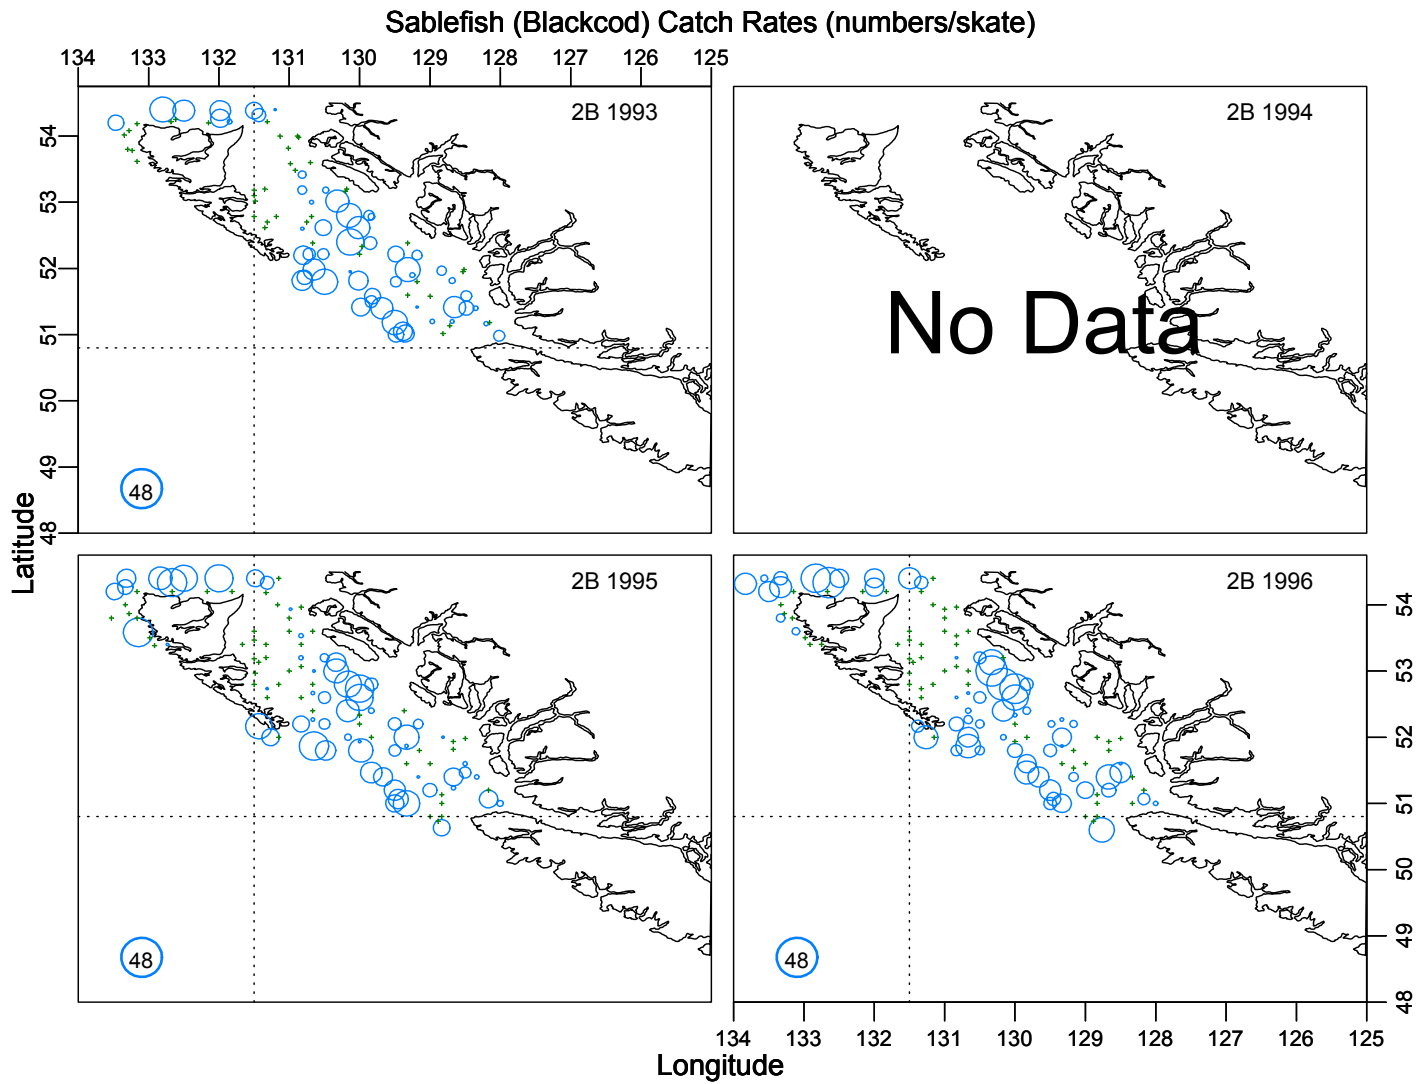 Sablefish (Blackcod) Catch Rates (numbers/skate)
134 133 132 131 130 129 128 127 126 125
2B 1993
2B 1994
54
53
52
51
50
49
48
No Data
48
Latitude
2B 1995
2B 1996
54
53
52
51
50
49
48
48
48
134 133 132 131 130 129 128 127 126 125
Longitude